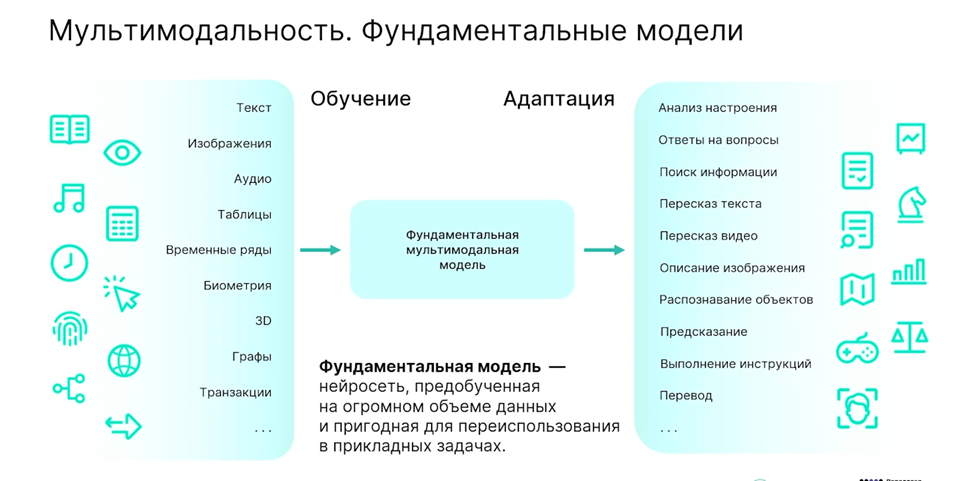 Мультимодальность. Фундаментальные модели
Обучение
Адаптация
Текст
Изображения
Аудио
Таблицы
Временные ряды
Биометрия
3D
Графы
Транзакции
...
Фундаментальная
мультимодальная
модель
Фундаментальная модель —
нейросеть, предобученная
на огромном объеме данных
и пригодная для переиспользования
в прикладных задачах.
Анализ настроения
Ответы на вопросы
Поиск информации
Пересказ текста
Пересказ видео
Описание изображения
Распознавание объектов
Предсказание
Выполнение инструкций
Перевод
...